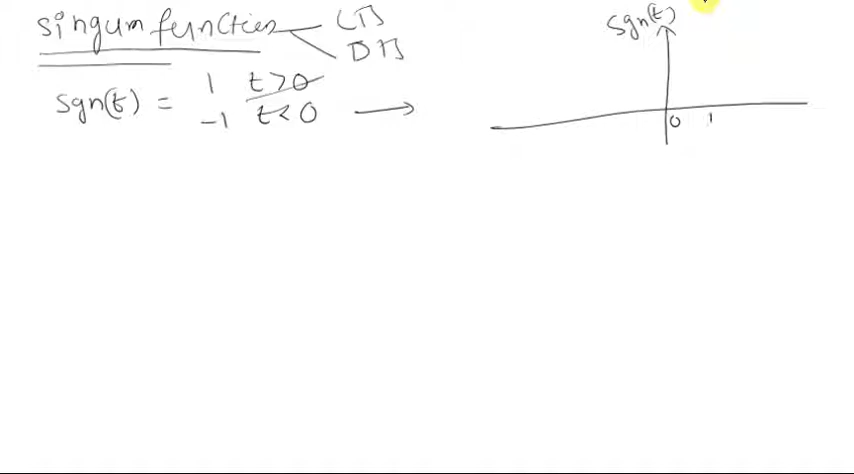 singum function CTS
DTS
sgn(t) = 1 t>0
-1 t<0 →
sgn(t)
0 1